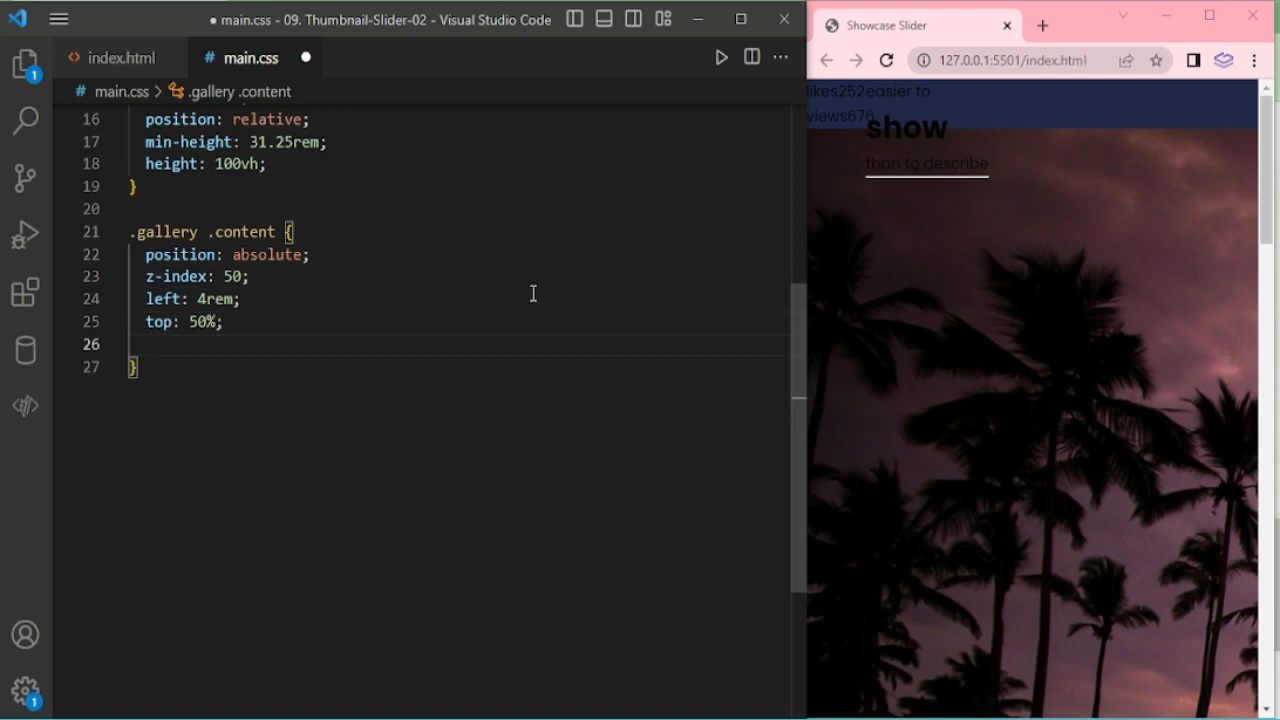 ● main.css - 09. Thumbnail-Slider-02 - Visual Studio Code
<> index.html # main.css ●
# main.css > .gallery .content
16 position: relative;
17 min-height: 31.25rem;
18 height: 100vh;
19 }
20
21 .gallery .content {
22 position: absolute;
23 z-index: 50;
24 left: 4rem;
25 top: 50%;
26
27 }
1
1
Showcase Slider
127.0.0.1:5501/index.html
likes252easier to
views676
show
than to describe